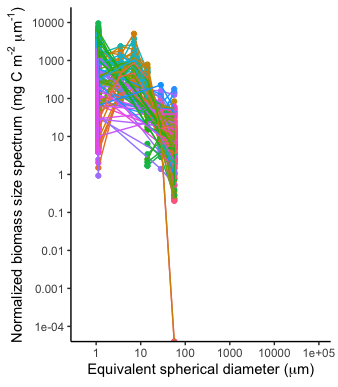 Normalized biomass size spectrum (mg C m⁻² μm⁻¹)
10000
1000
100
10
1
0.1
0.01
0.001
1e-04
1 10 100 1000 10000 1e+05
Equivalent spherical diameter (μm)